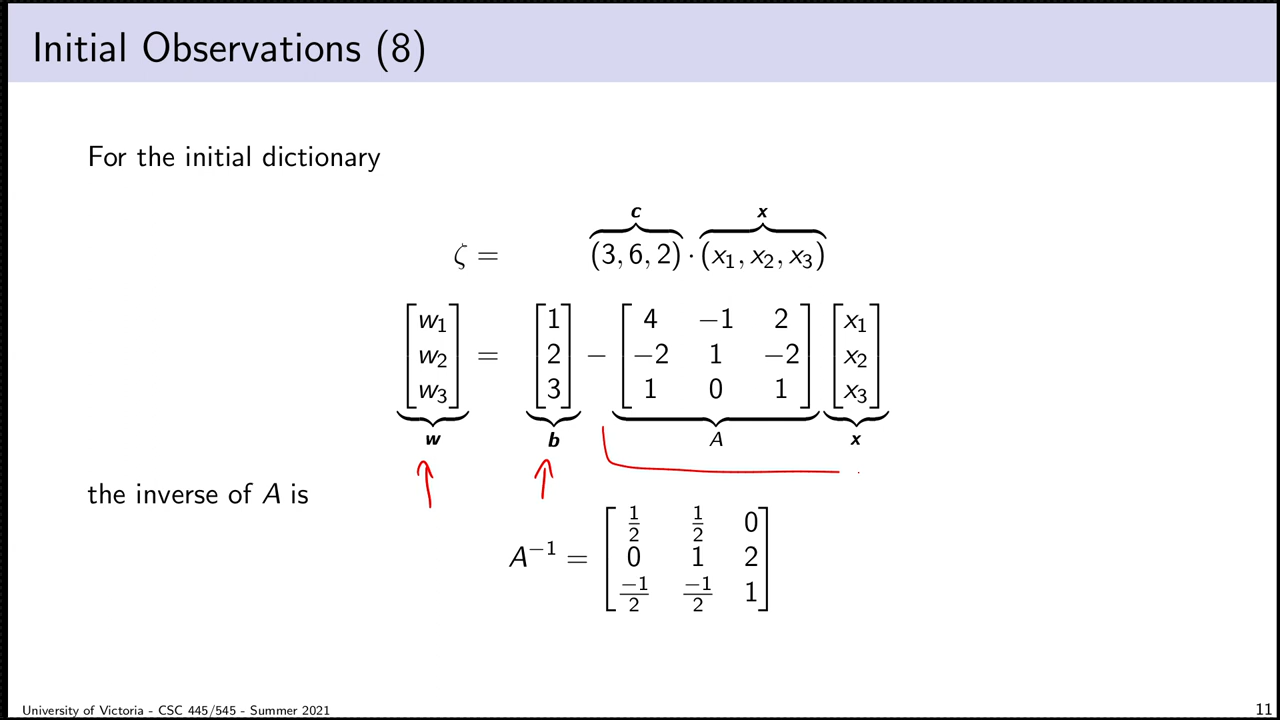 Initial Observations (8)
For the initial dictionary
c x
ζ = (3, 6, 2) · (x₁, x₂, x₃)
[w₁] = [1] − [4 −1 2] [x₁]
[w₂] [2] [−2 1 −2] [x₂]
[w₃] [3] [1 0 1] [x₃]
w b A x
the inverse of A is
A⁻¹ = [1/2 1/2 0]
[0 1 2]
[−1/2 −1/2 1]
University of Victoria - CSC 445/545 - Summer 2021 11